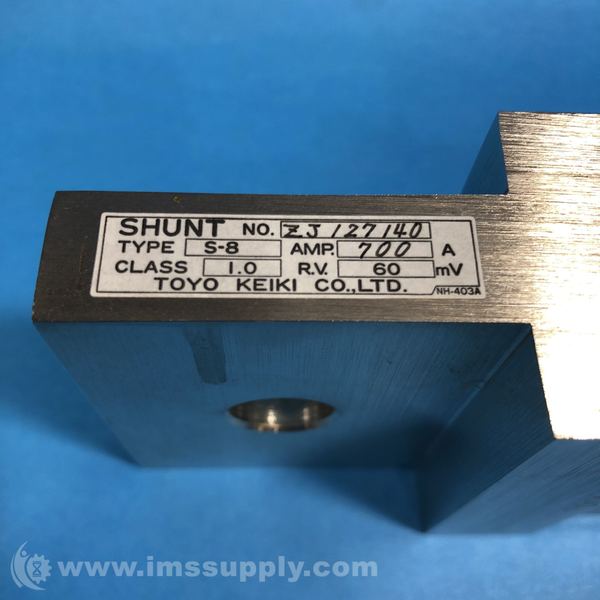 SHUNT NO. ZJ127140
TYPE S-8 AMP. 700 A
CLASS 1.0 R.V. 60 mV
TOYO KEIKI CO.,LTD. NH-403A
www.imssupply.com